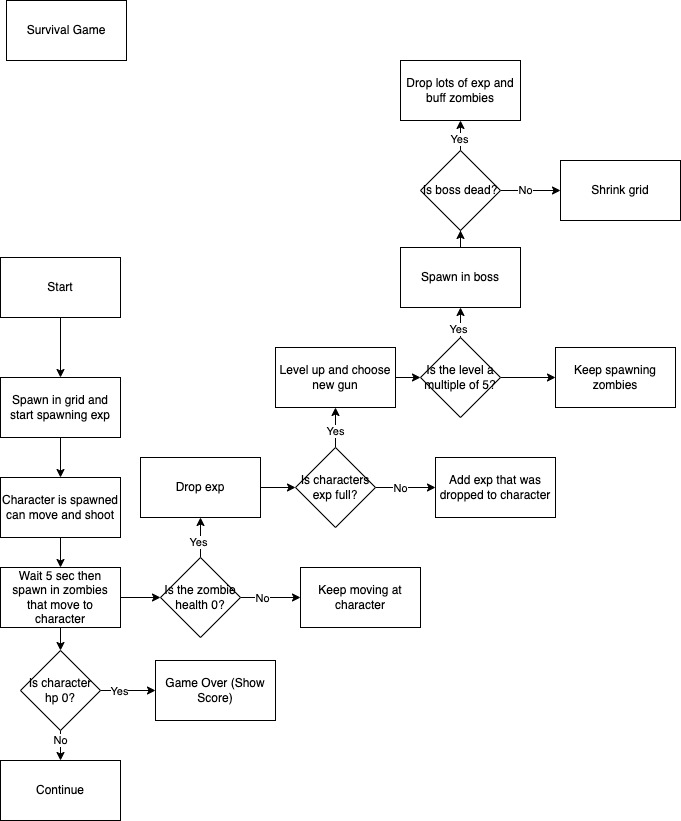 Survival Game
Drop lots of exp and
buff zombies
Yes
Is boss dead?
No
Shrink grid
Spawn in boss
Start
Yes
Level up and choose
new gun
Is the level a
multiple of 5?
Keep spawning
zombies
Spawn in grid and
start spawning exp
Yes
Drop exp
Is characters
exp full?
No
Add exp that was
dropped to character
Character is spawned
can move and shoot
Yes
Wait 5 sec then
spawn in zombies
that move to
character
Is the zombie
health 0?
No
Keep moving at
character
Is character
hp 0?
Yes
Game Over (Show
Score)
No
Continue